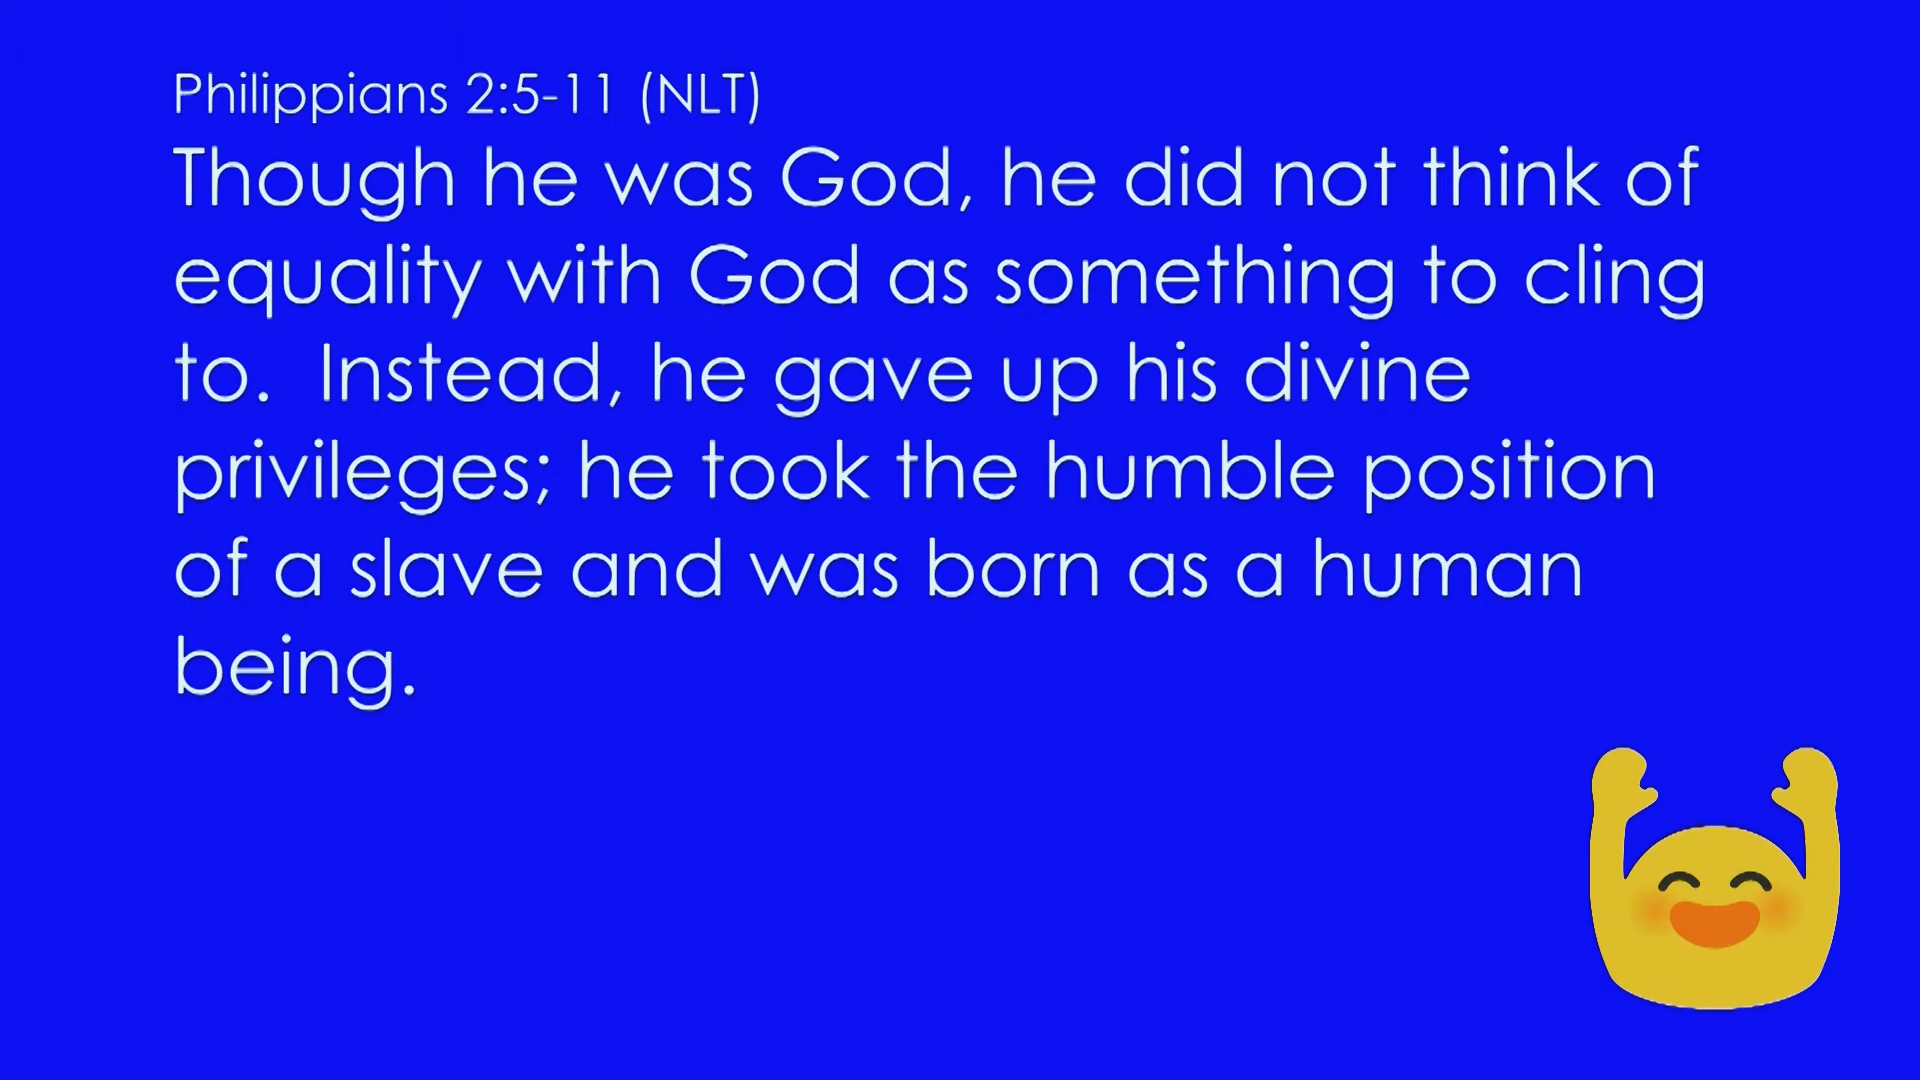 Philippians 2:5-11 (NLT)
Though he was God, he did not think of
equality with God as something to cling
to.  Instead, he gave up his divine
privileges; he took the humble position
of a slave and was born as a human
being.